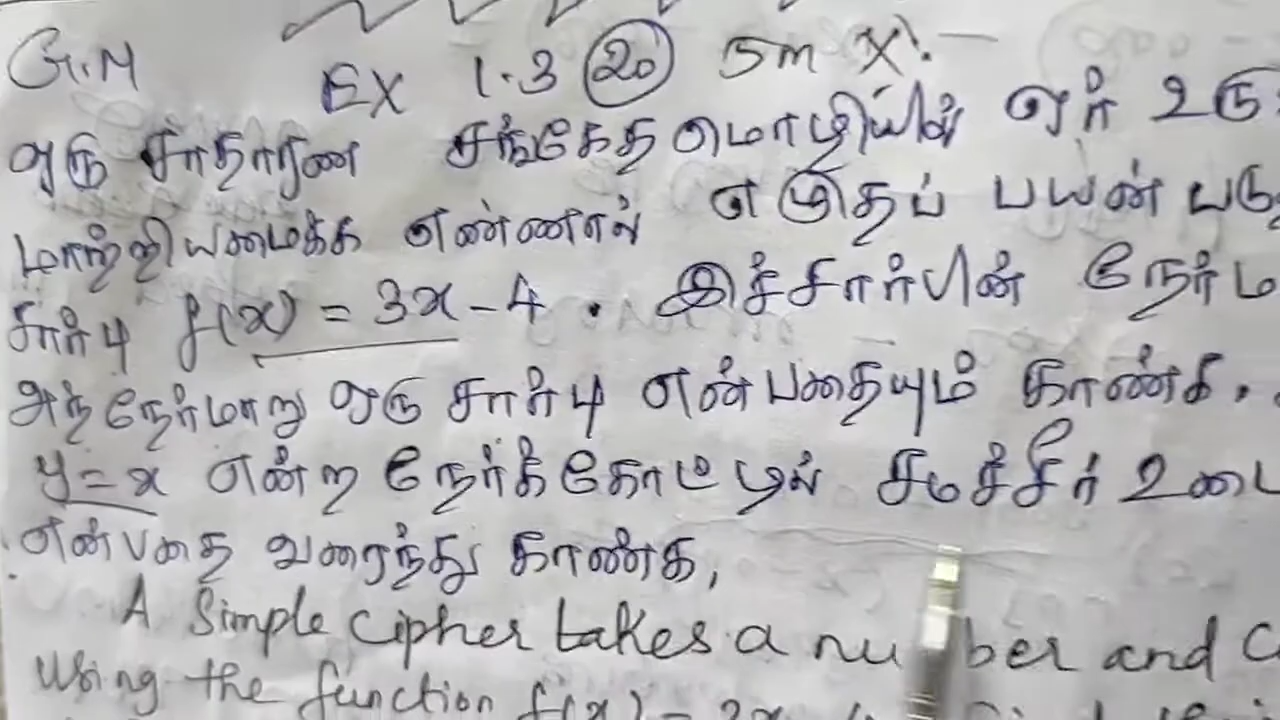 G.M EX 1.3 20 5m X.
ஒரு சாதாரண சங்கேத மொழியின் ஓர் உரு
மாற்றியமைக்க எண்ணால் எழுதப் பயன் படு
சார்பு f(x) = 3x - 4 . இச்சார்பின் நேர்ம
அந் நேர்மாறு ஒரு சார்பு என்பதையும் காண்க.
y = x என்ற நேர்க்கோட்டில் சமச்சீர் உடை
என்பதை வரைந்து காண்க,
A Simple cipher takes a number and
Using the function f(x) =